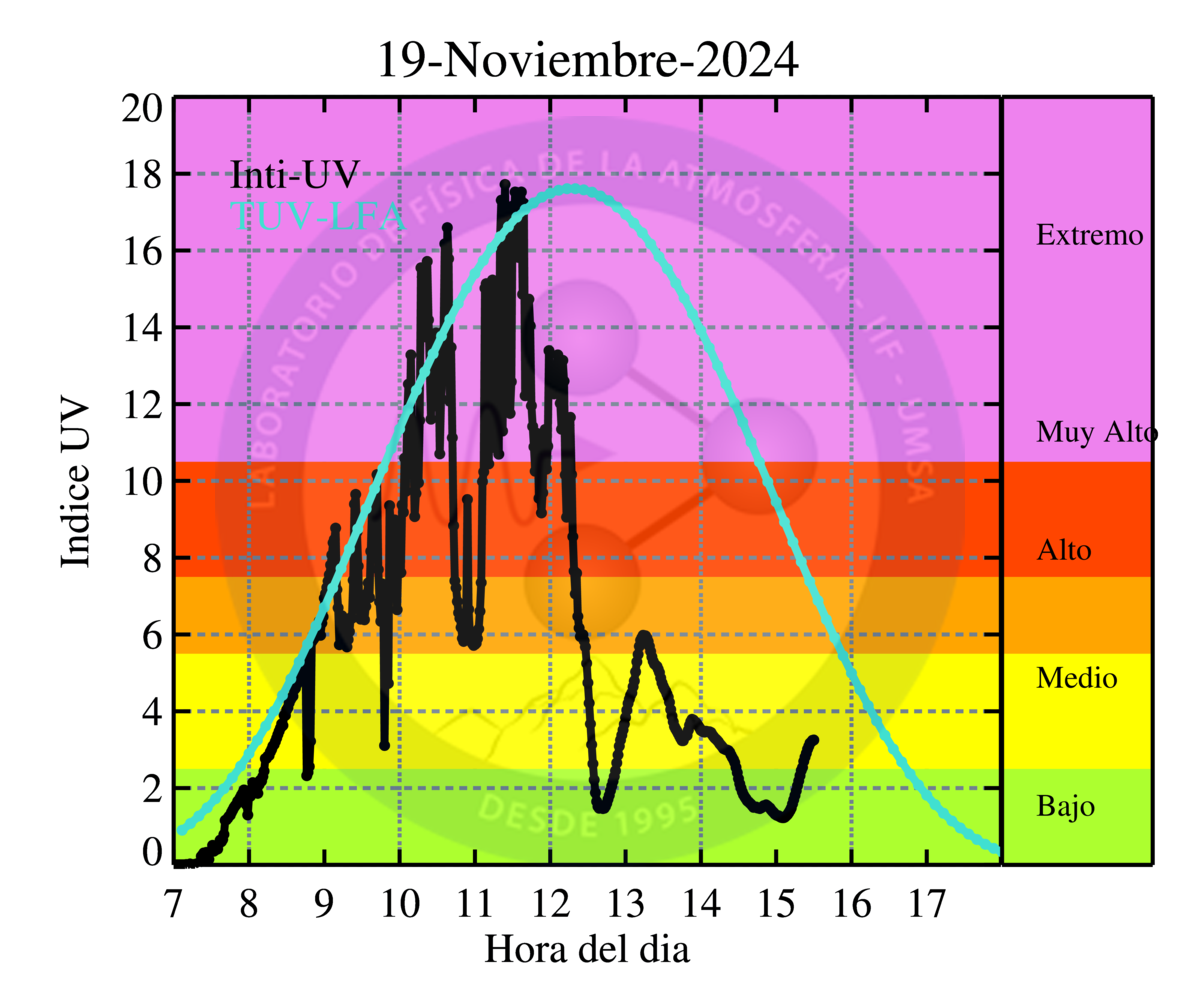 19-Noviembre-2024
Inti-UV
TUV-LFA
LABORATORIO DE FÍSICA DE LA ATMÓSFERA - IIF - UMSA
DESDE 1995
Indice UV
20
18
16
14
12
10
8
6
4
2
0
Extremo
Muy Alto
Alto
Medio
Bajo
7 8 9 10 11 12 13 14 15 16 17
Hora del dia